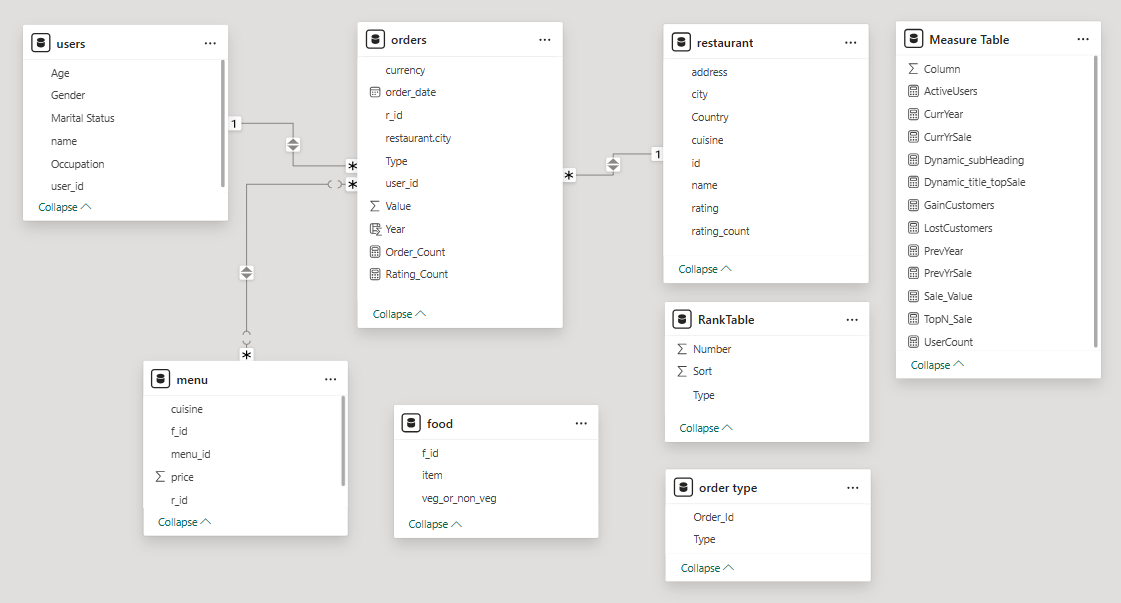 users
Age
Gender
Marital Status
name
Occupation
user_id
Collapse
orders
currency
order_date
r_id
restaurant.city
Type
user_id
Value
Year
Order_Count
Rating_Count
Collapse
restaurant
address
city
Country
cuisine
id
name
rating
rating_count
Collapse
Measure Table
Column
ActiveUsers
CurrYear
CurrYrSale
Dynamic_subHeading
Dynamic_title_topSale
GainCustomers
LostCustomers
PrevYear
PrevYrSale
Sale_Value
TopN_Sale
UserCount
Collapse
1
*
*
*
1
*
menu
cuisine
f_id
menu_id
price
r_id
Collapse
food
f_id
item
veg_or_non_veg
Collapse
RankTable
Number
Sort
Type
Collapse
order type
Order_Id
Type
Collapse